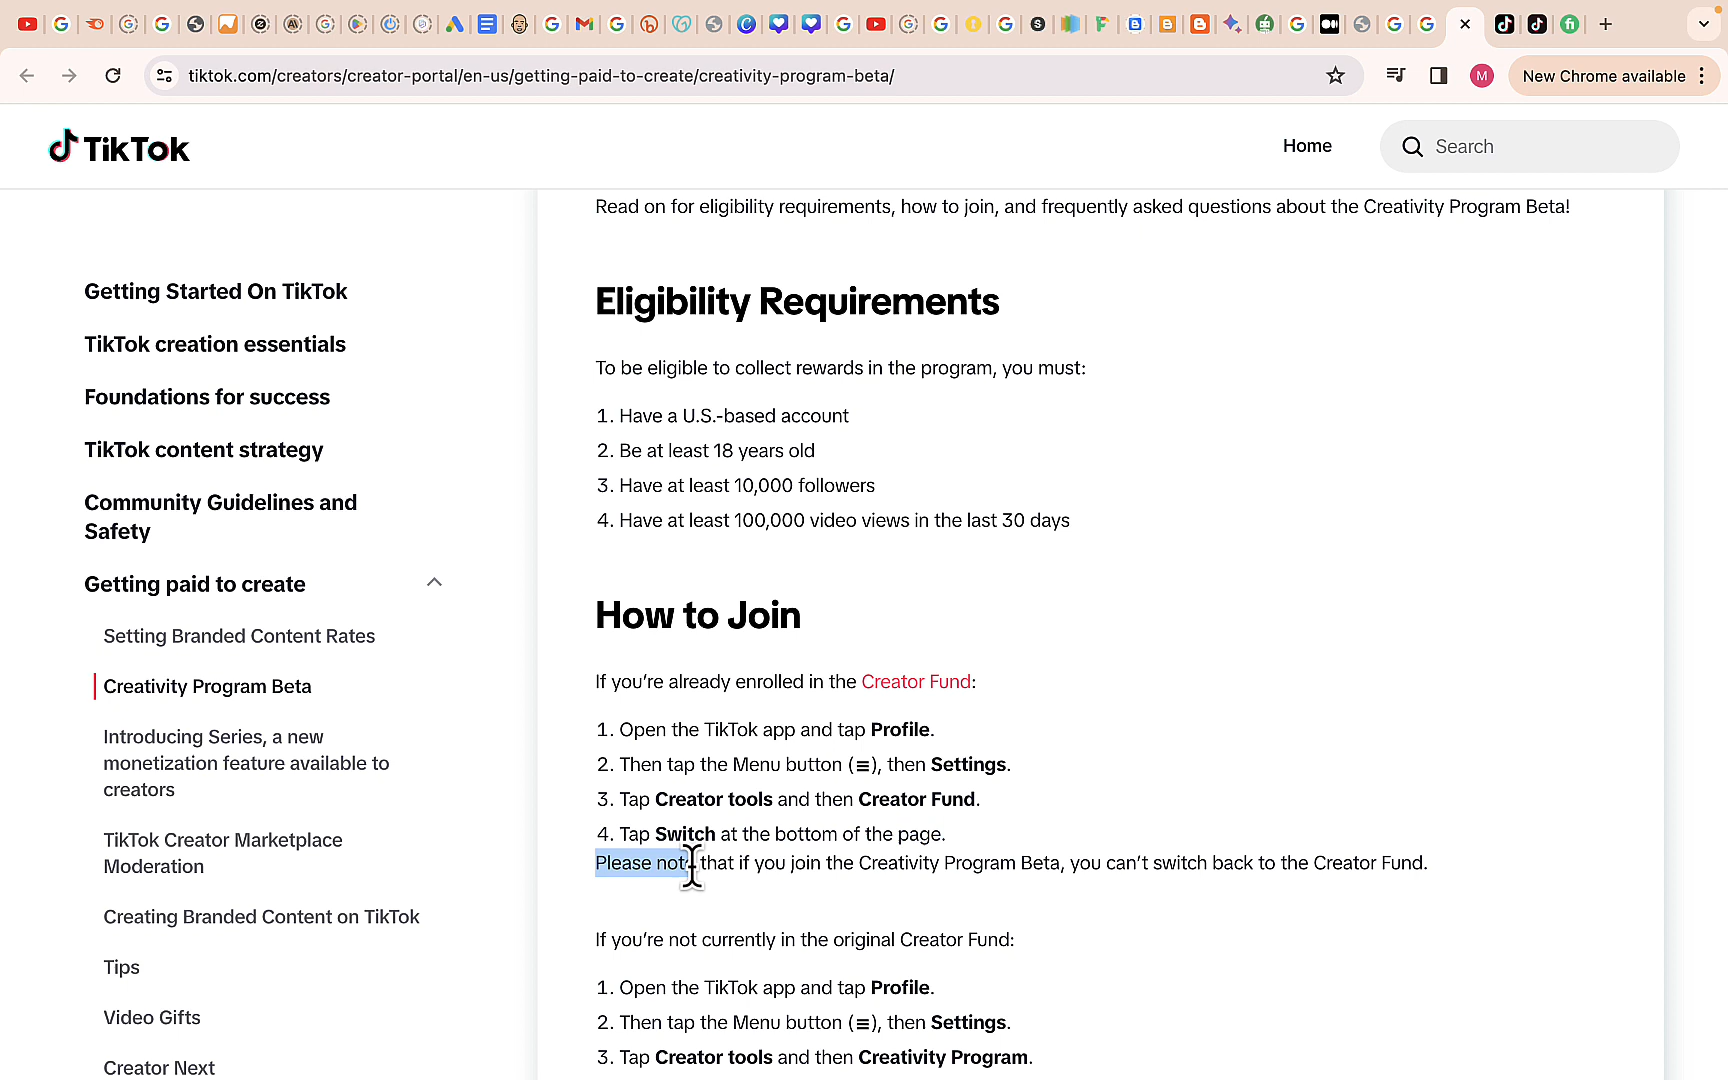 tiktok.com/creators/creator-portal/en-us/getting-paid-to-create/creativity-program-beta/
M
New Chrome available
TikTok
Home
Search
Read on for eligibility requirements, how to join, and frequently asked questions about the Creativity Program Beta!
Getting Started On TikTok
TikTok creation essentials
Foundations for success
TikTok content strategy
Community Guidelines and
Safety
Getting paid to create
Setting Branded Content Rates
Creativity Program Beta
Introducing Series, a new
monetization feature available to
creators
TikTok Creator Marketplace
Moderation
Creating Branded Content on TikTok
Tips
Video Gifts
Creator Next
Eligibility Requirements
To be eligible to collect rewards in the program, you must:
1. Have a U.S.-based account
2. Be at least 18 years old
3. Have at least 10,000 followers
4. Have at least 100,000 video views in the last 30 days
How to Join
If you're already enrolled in the Creator Fund:
1. Open the TikTok app and tap Profile.
2. Then tap the Menu button (≡), then Settings.
3. Tap Creator tools and then Creator Fund.
4. Tap Switch at the bottom of the page.
Please note that if you join the Creativity Program Beta, you can't switch back to the Creator Fund.
If you're not currently in the original Creator Fund:
1. Open the TikTok app and tap Profile.
2. Then tap the Menu button (≡), then Settings.
3. Tap Creator tools and then Creativity Program.